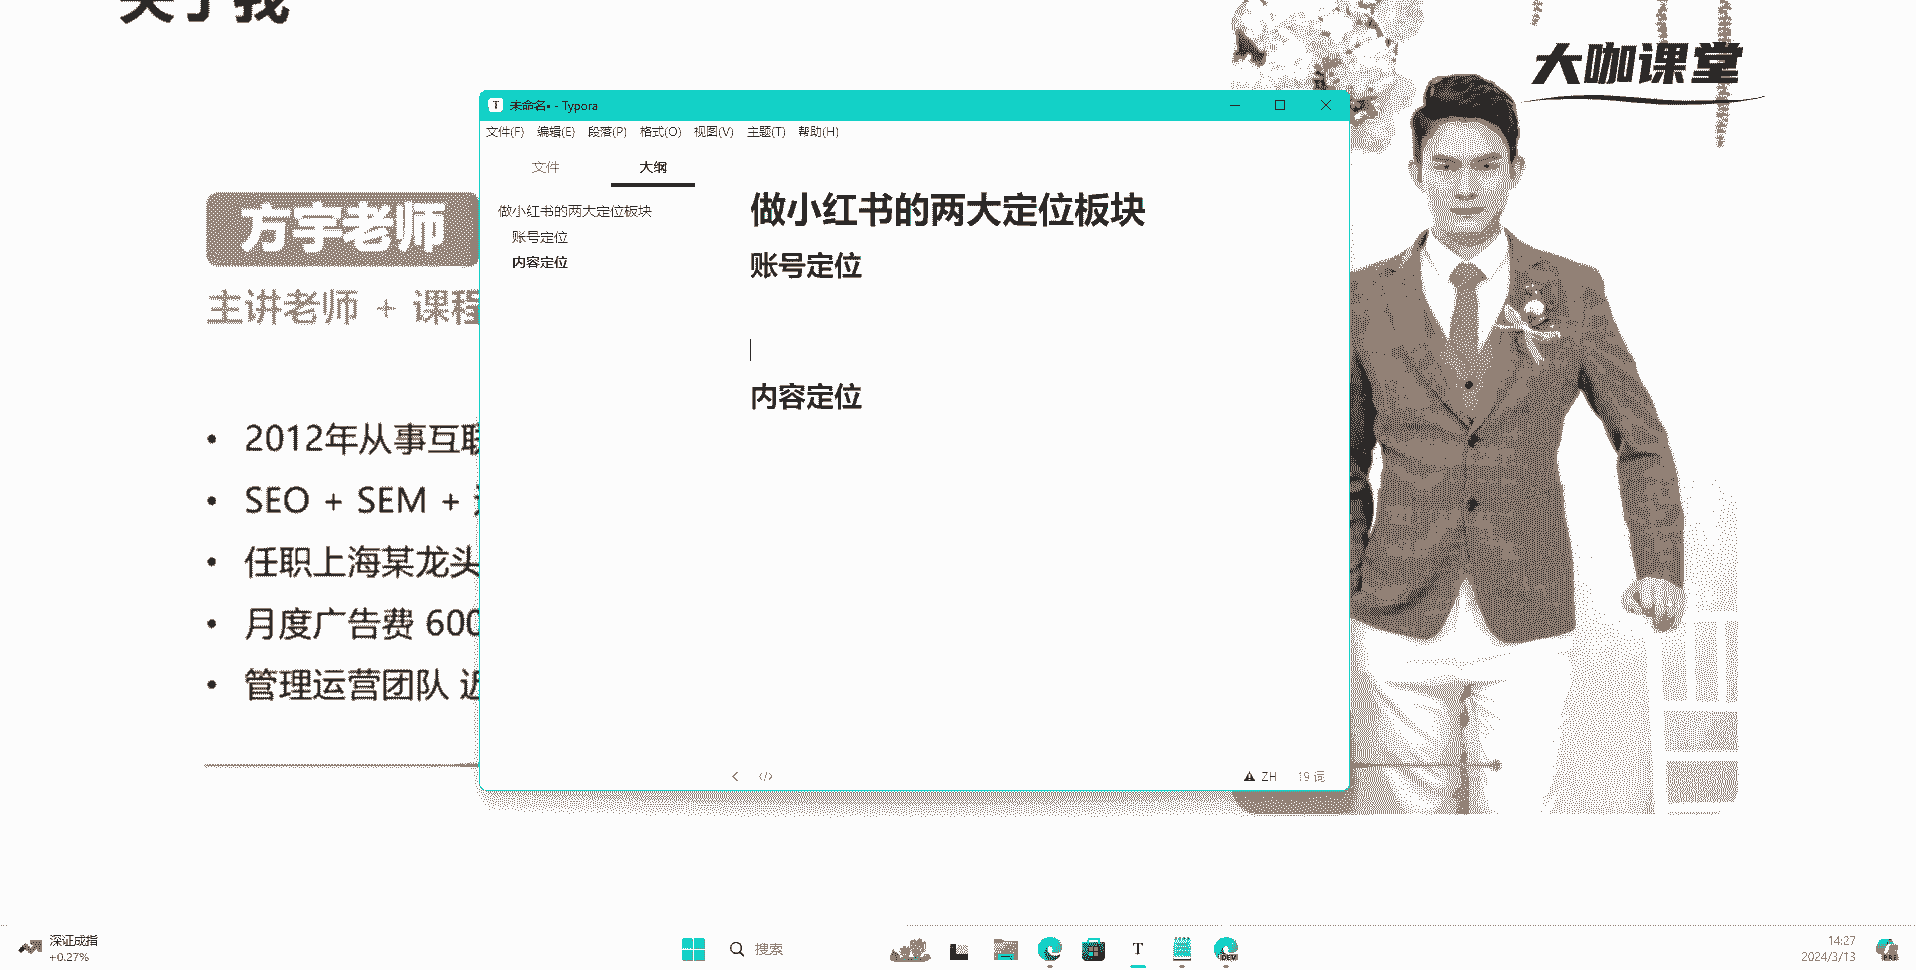 关于我
大咖课堂
未命名• - Typora
文件(F) 编辑(E) 段落(P) 格式(O) 视图(V) 主题(T) 帮助(H)
文件 大纲
做小红书的两大定位板块
账号定位
内容定位
做小红书的两大定位板块
账号定位
内容定位
ZH 19 词
方宇老师
主讲老师 + 课程
2012年从事互联
SEO + SEM +
任职上海某龙头
月度广告费 600
管理运营团队 近
深证成指
+0.27%
搜索
14:27
2024/3/13